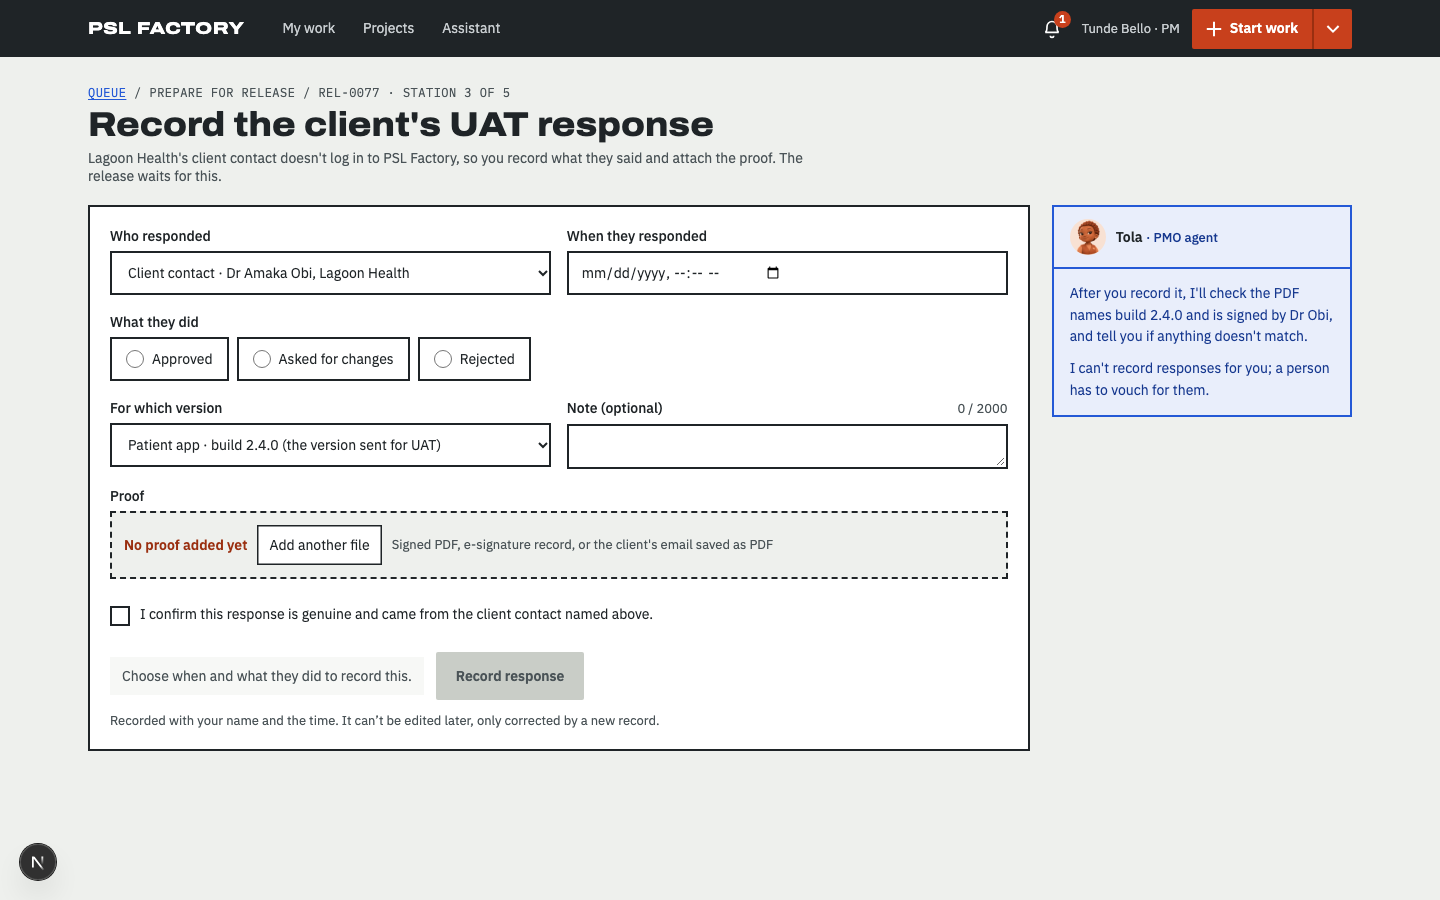 PSL FACTORY
My work
Projects
Assistant
1
Tunde Bello · PM
Start work
QUEUE / PREPARE FOR RELEASE / REL-0077 · STATION 3 OF 5
Record the client's UAT response
Lagoon Health's client contact doesn't log in to PSL Factory, so you record what they said and attach the proof. The
release waits for this.
Who responded
Client contact · Dr Amaka Obi, Lagoon Health
When they responded
mm/dd/yyyy, --:-- --
What they did
Approved
Asked for changes
Rejected
For which version
Patient app · build 2.4.0 (the version sent for UAT)
Note (optional)
0 / 2000
Proof
No proof added yet
Add another file
Signed PDF, e-signature record, or the client's email saved as PDF
I confirm this response is genuine and came from the client contact named above.
Choose when and what they did to record this.
Record response
Recorded with your name and the time. It can’t be edited later, only corrected by a new record.
Tola · PMO agent
After you record it, I'll check the PDF
names build 2.4.0 and is signed by Dr Obi,
and tell you if anything doesn't match.
I can't record responses for you; a person
has to vouch for them.
N